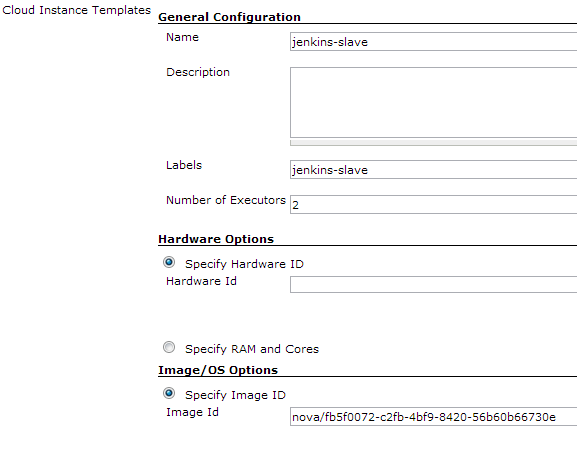 Cloud Instance Templates
General Configuration
Name
jenkins-slave
Description
Labels
jenkins-slave
Number of Executors
2
Hardware Options
Specify Hardware ID
Hardware Id
Specify RAM and Cores
Image/OS Options
Specify Image ID
Image Id
nova/fb5f0072-c2fb-4bf9-8420-56b60b66730e